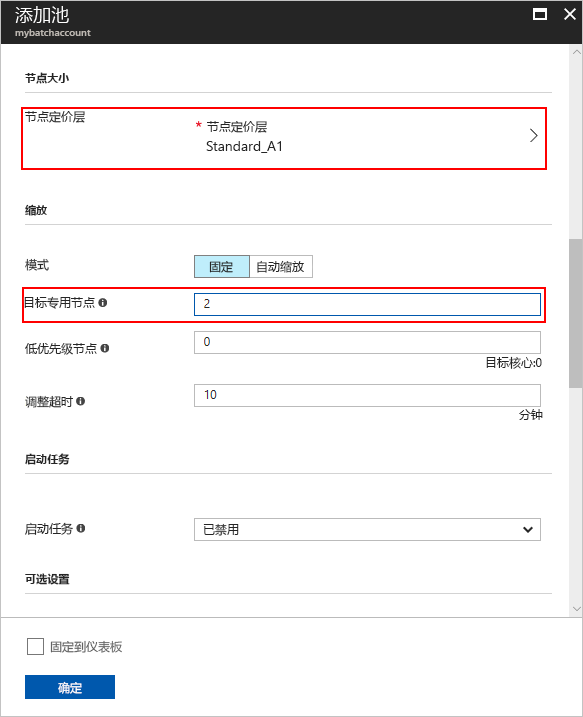 添加池
mybatchaccount
节点大小
节点定价层
* 节点定价层
Standard_A1
缩放
模式 固定 自动缩放
目标专用节点 2
低优先级节点 0
目标核心:0
调整超时 10
分钟
启动任务
启动任务 已禁用
可选设置
固定到仪表板
确定